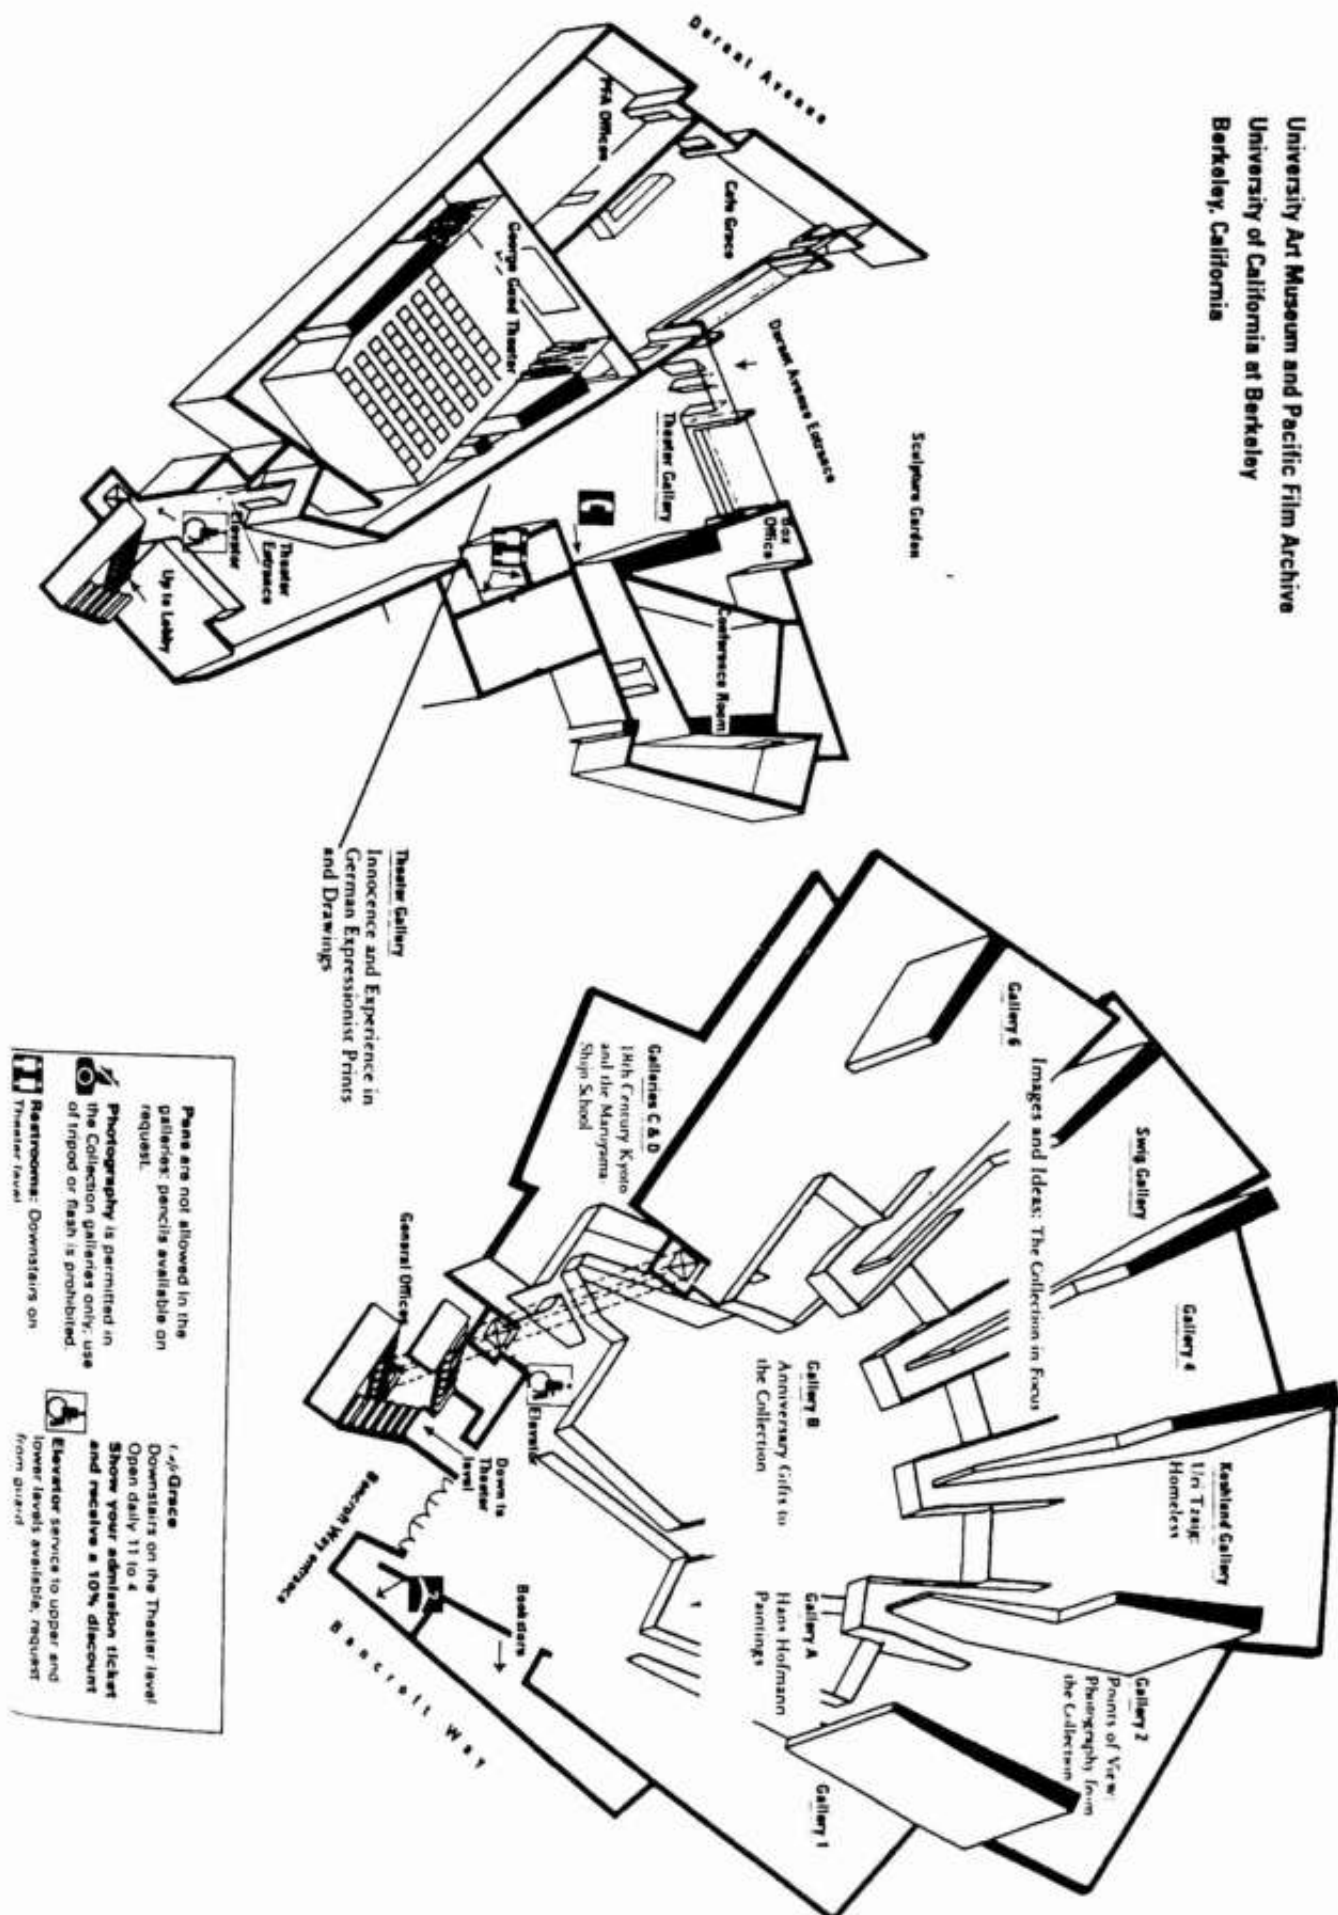 University Art Museum and Pacific Film Archive
University of California at Berkeley
Berkeley, California
Durant Avenue
PFA Offices
Cafe Grace
George Gund Theater
Durant Avenue Entrance
Sculpture Garden
Theater Gallery
Box
Office
Conference Room
Elevator
Theater
Entrance
Up to Lobby
Theater Gallery
Innocence and Experience in
German Expressionist Prints
and Drawings
Gallery 6
Images and Ideas: The Collection in Focus
Swig Gallery
Gallery 4
Koshland Gallery
Uri Tzaig:
Homeless
Gallery 2
Points of View:
Photography from
the Collection
Gallery 1
Gallery A
Hans Hofmann
Paintings
Gallery B
Anniversary Gifts to
the Collection
Galleries C & D
18th Century Kyoto
and the Maruyama-
Shijo School
General Offices
Elevator
Down to
Theater
level
Bancroft Way entrance
Bookstore
Bancroft Way
Pens are not allowed in the
galleries; pencils available on
request.
Photography is permitted in
the Collection galleries only; use
of tripod or flash is prohibited.
Restrooms: Downstairs on
Theater level
Café Grace
Downstairs on the Theater level
Open daily 11 to 4
Show your admission ticket
and receive a 10% discount
Elevator service to upper and
lower levels available, request
from guard